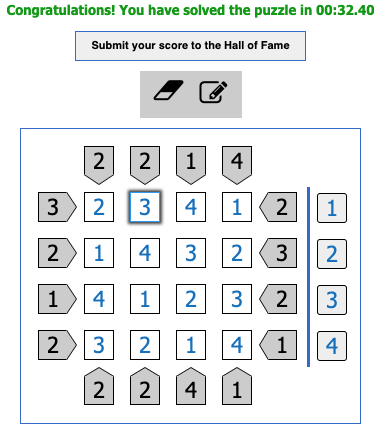 Congratulations! You have solved the puzzle in 00:32.40
Submit your score to the Hall of Fame
2 2 1 4
3 2 3 4 1 2 1
2 1 4 3 2 3 2
1 4 1 2 3 2 3
2 3 2 1 4 1 4
2 2 4 1